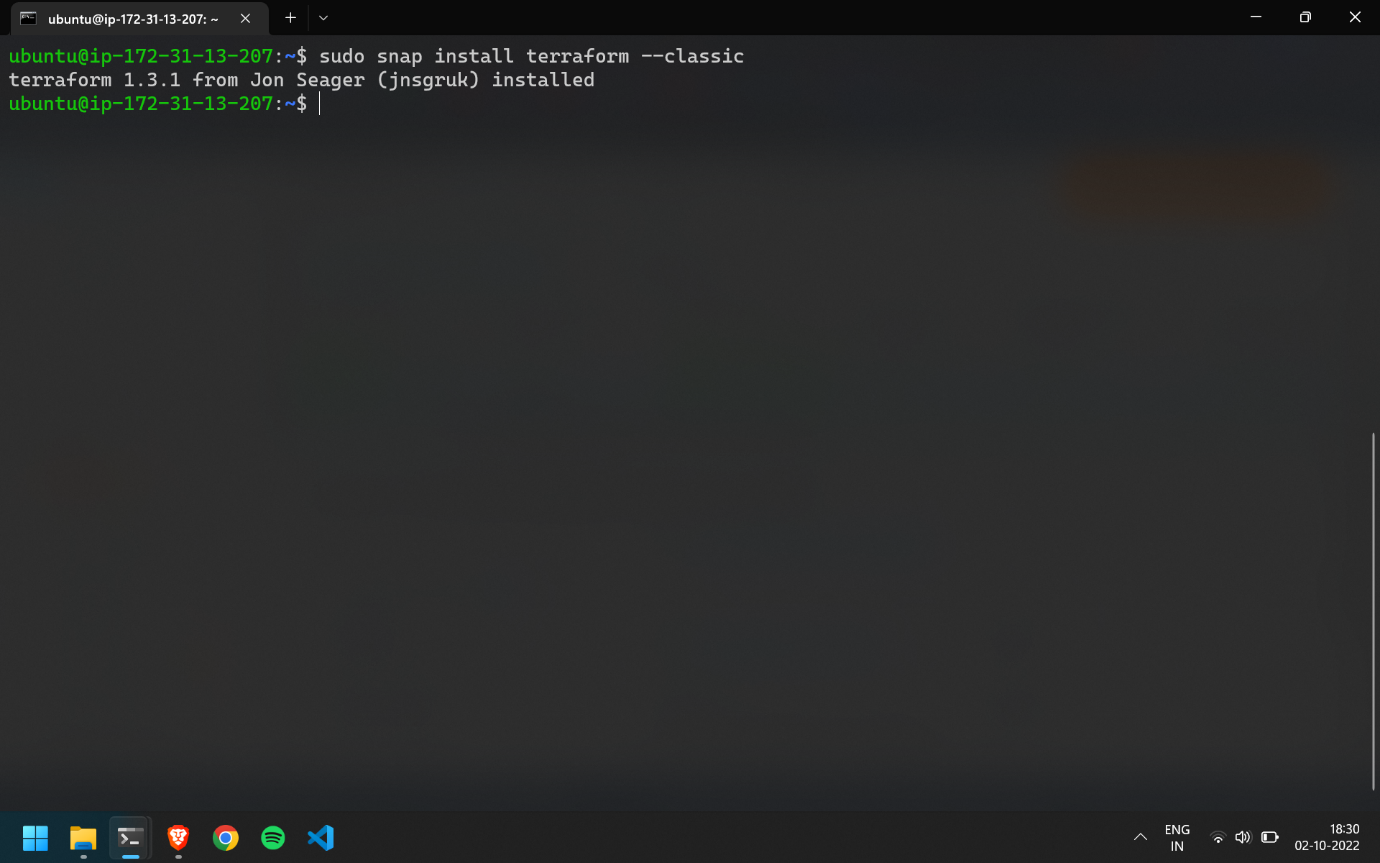 ubuntu@ip-172-31-13-207: ~
ubuntu@ip-172-31-13-207:~$ sudo snap install terraform --classic
terraform 1.3.1 from Jon Seager (jnsgruk) installed
ubuntu@ip-172-31-13-207:~$
ENG
IN
18:30
02-10-2022